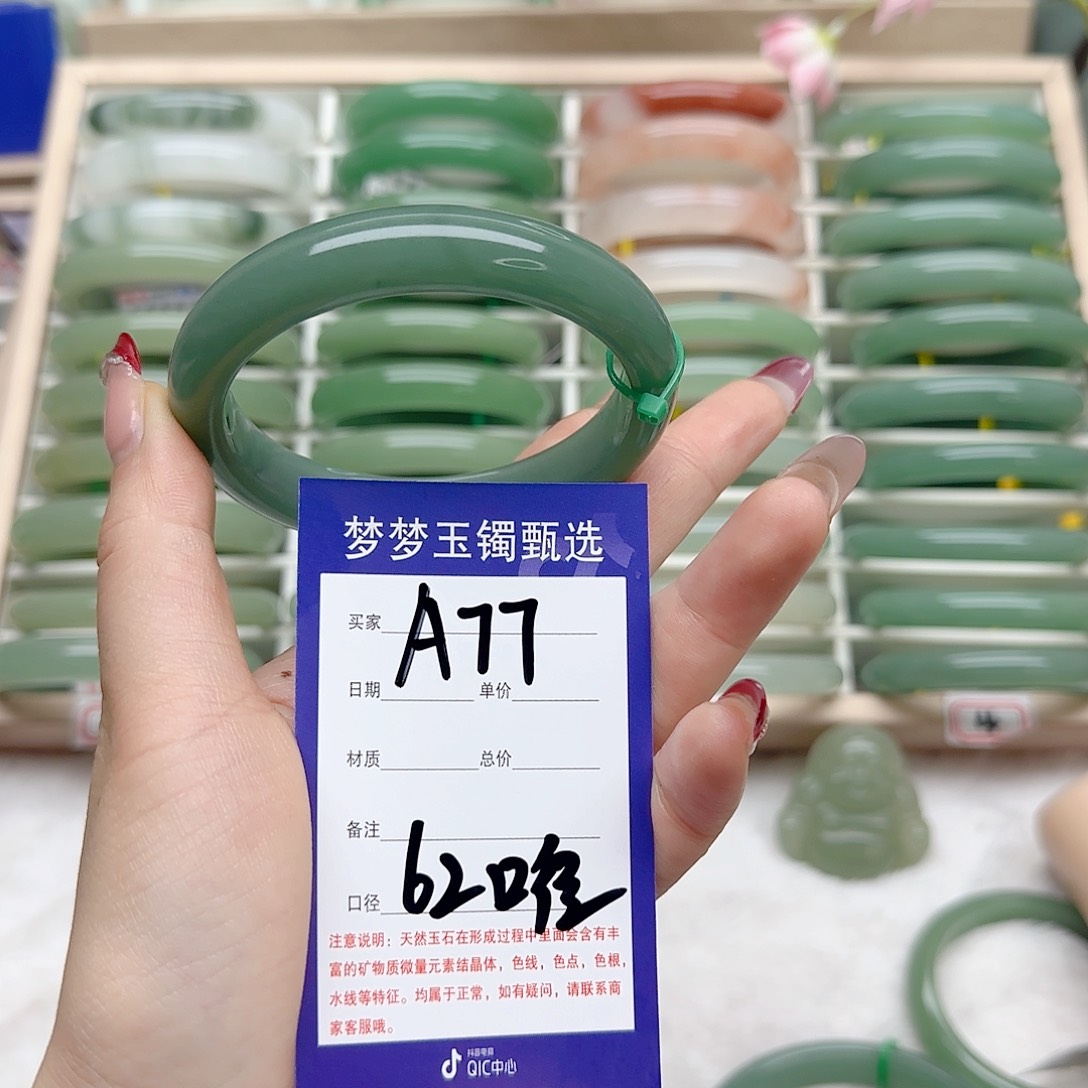 梦梦玉镯甄选
买家 A77
日期 单价
材质 总价
备注
口径 62口
注意说明：天然玉石在形成过程中里面会含有丰
富的矿物质微量元素结晶体，色线，色点，色根，
水线等特征。均属于正常，如有疑问，请联系商
家客服哦。
抖音电商
QIC中心